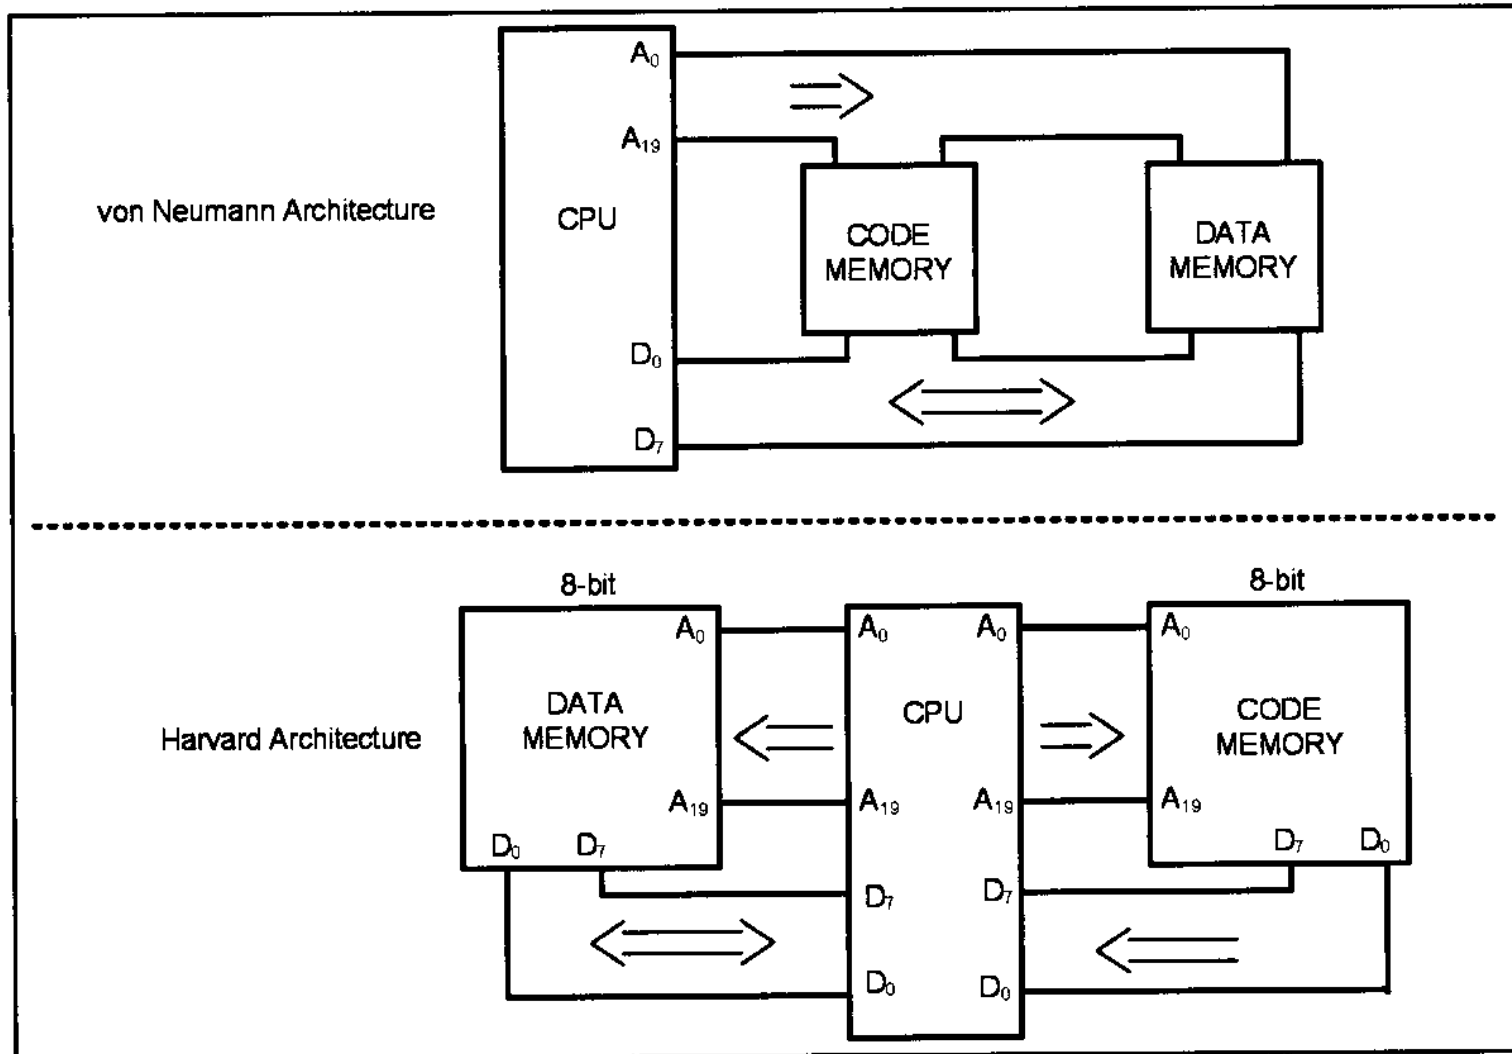 A0
A19
von Neumann Architecture
CPU
CODE
MEMORY
DATA
MEMORY
D0
D7
8-bit
8-bit
A0
A0
A0
A0
DATA
MEMORY
CPU
CODE
MEMORY
Harvard Architecture
A19
A19
A19
A19
D0
D7
D7
D0
D7
D7
D0
D0